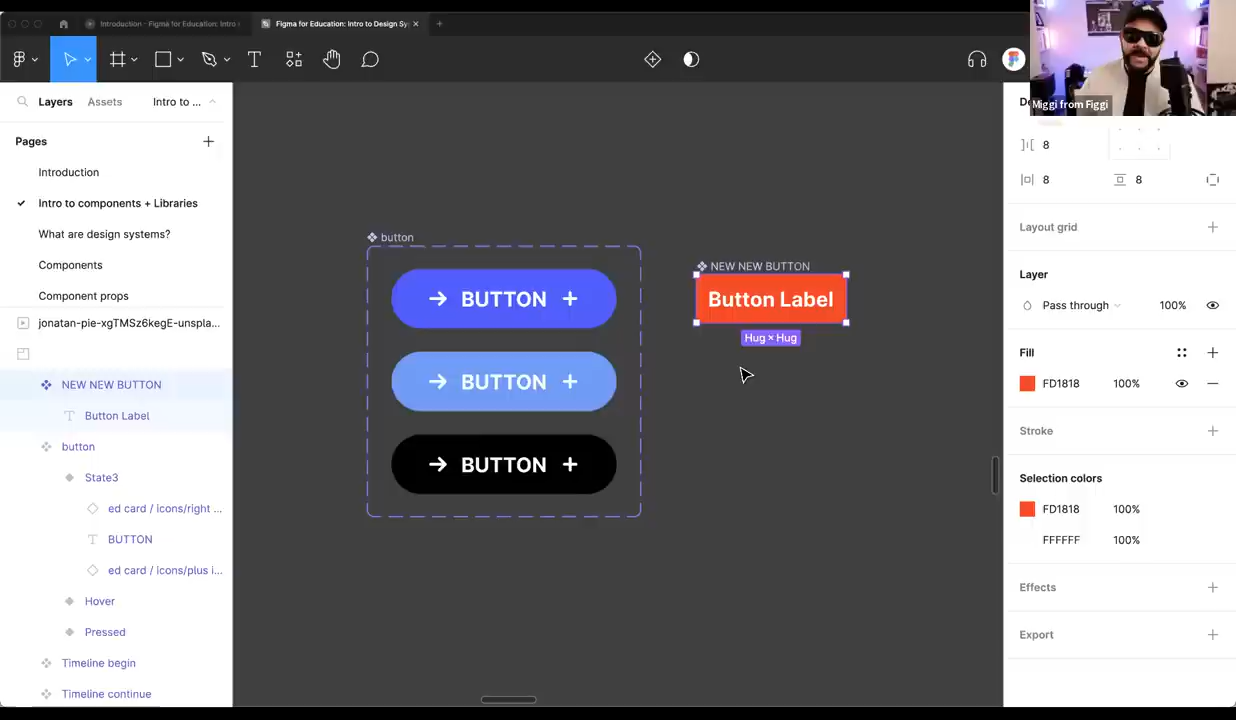 Introduction - Figma for Education: Intro t
Figma for Education: Intro to Design Sy
Miggi from Figgi
Layers
Assets
Intro to ...
Pages
Introduction
Intro to components + Libraries
What are design systems?
Components
Component props
jonatan-pie-xgTMSz6kegE-unspla...
NEW NEW BUTTON
Button Label
button
State3
ed card / icons/right ...
BUTTON
ed card / icons/plus i...
Hover
Pressed
Timeline begin
Timeline continue
button
BUTTON
BUTTON
BUTTON
NEW NEW BUTTON
Button Label
Hug × Hug
8
8
8
Layout grid
Layer
Pass through
100%
Fill
FD1818
100%
Stroke
Selection colors
FD1818
100%
FFFFFF
100%
Effects
Export